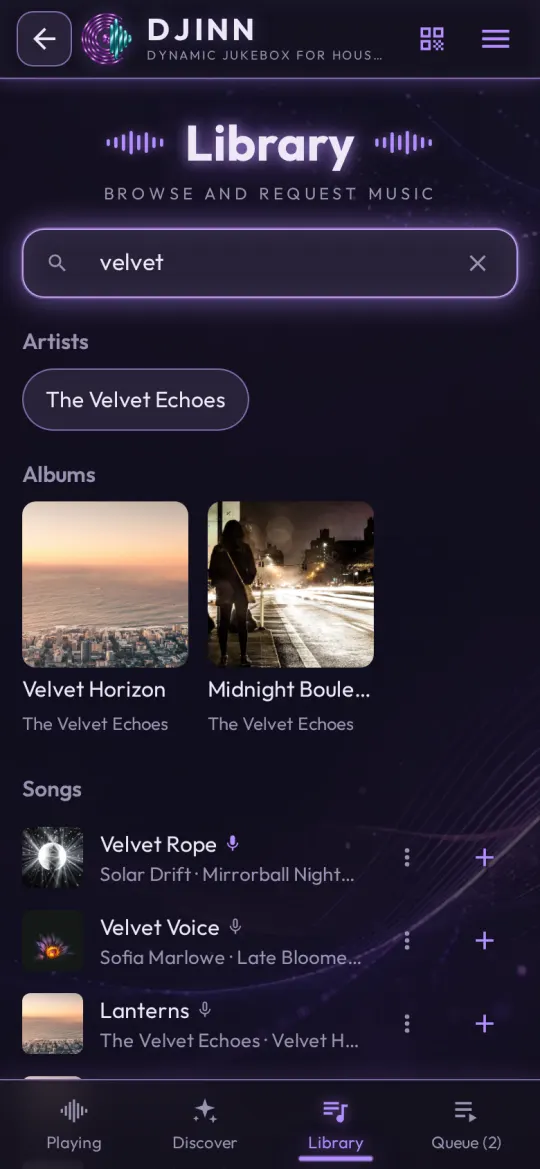 DJINN
DYNAMIC JUKEBOX FOR HOUS...
Library
BROWSE AND REQUEST MUSIC
velvet
Artists
The Velvet Echoes
Albums
Velvet Horizon
Midnight Boule...
The Velvet Echoes
The Velvet Echoes
Songs
Velvet Rope
Solar Drift · Mirrorball Night...
Velvet Voice
Sofia Marlowe · Late Bloome...
Lanterns
The Velvet Echoes · Velvet H...
Playing
Discover
Library
Queue (2)